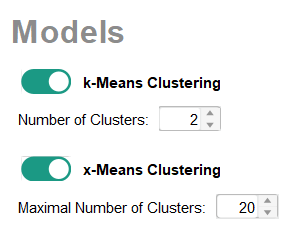 Models
k-Means Clustering
Number of Clusters: 2
x-Means Clustering
Maximal Number of Clusters: 20